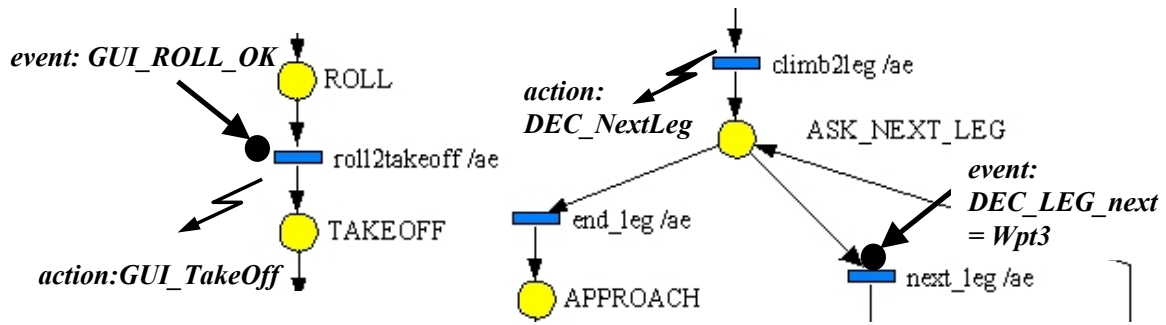 event: GUI_ROLL_OK
ROLL
roll2takeoff /ae
TAKEOFF
action:GUI_TakeOff
climb2leg /ae
action:
DEC_NextLeg
ASK_NEXT_LEG
event:
DEC_LEG_next
= Wpt3
end_leg /ae
next_leg /ae
APPROACH